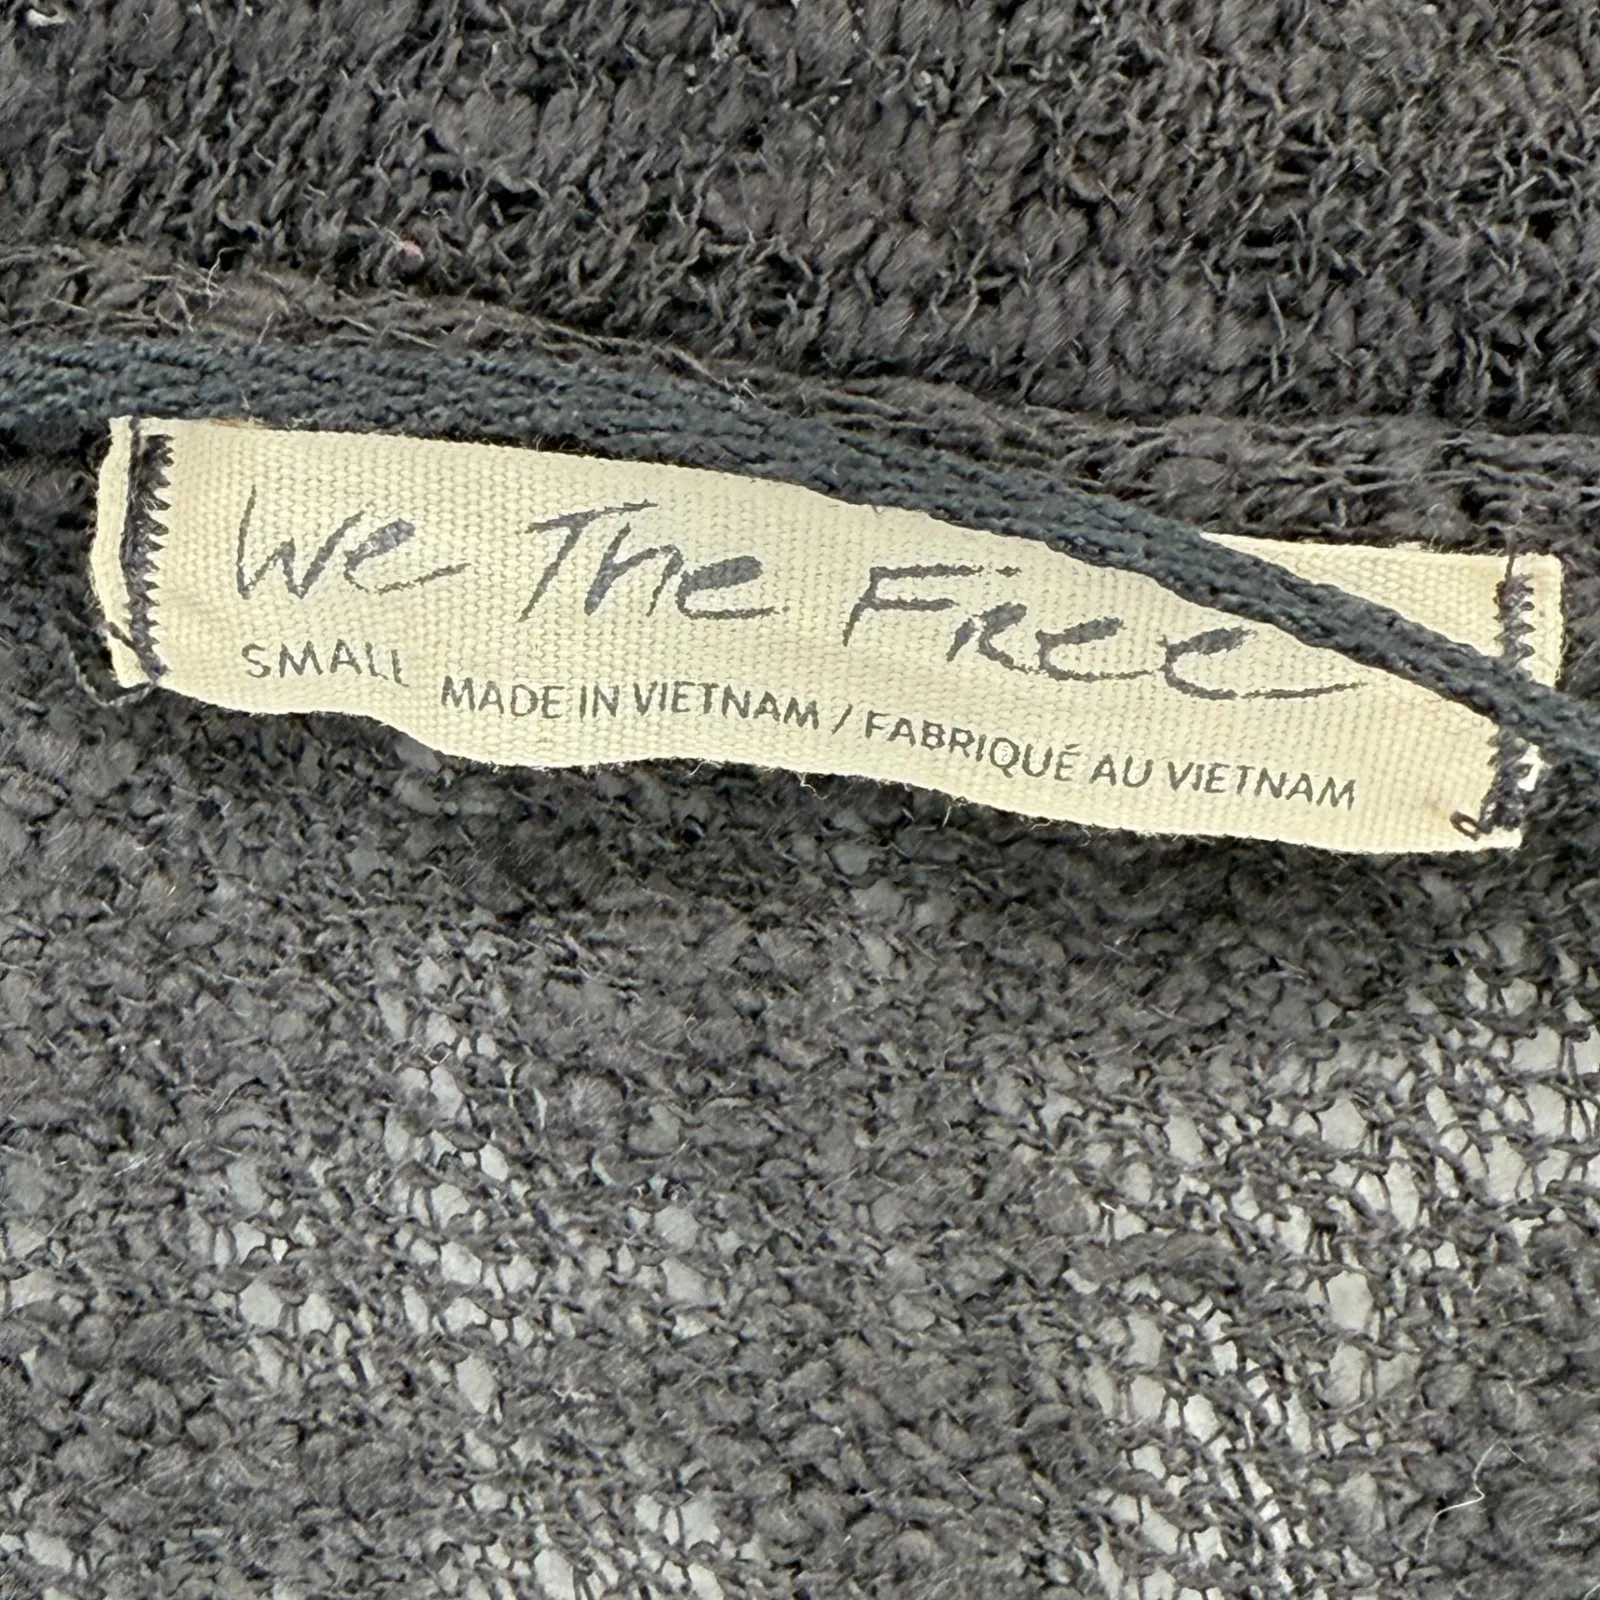 We The Free
SMALL MADE IN VIETNAM / FABRIQUÉ AU VIETNAM